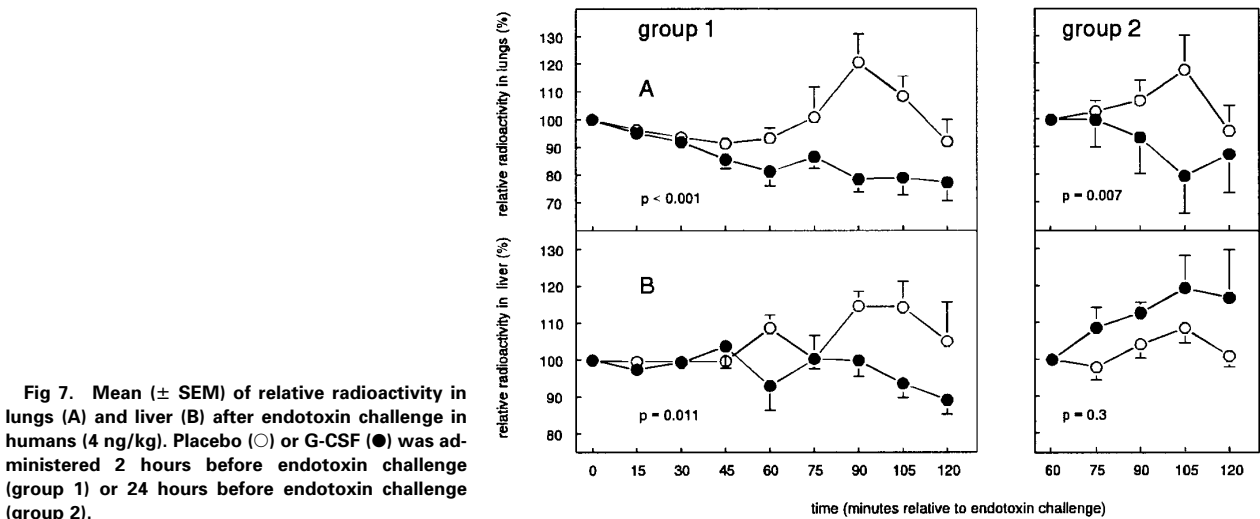 group 1
group 2
A
relative radioactivity in lungs (%)
130
120
110
100
90
80
70
p < 0.001
p = 0.007
B
relative radioactivity in liver (%)
130
120
110
100
90
80
p = 0.011
p = 0.3
0 15 30 45 60 75 90 105 120
60 75 90 105 120
time (minutes relative to endotoxin challenge)
Fig 7. Mean (± SEM) of relative radioactivity in
lungs (A) and liver (B) after endotoxin challenge in
humans (4 ng/kg). Placebo (○) or G-CSF (●) was ad-
ministered 2 hours before endotoxin challenge
(group 1) or 24 hours before endotoxin challenge
(group 2).